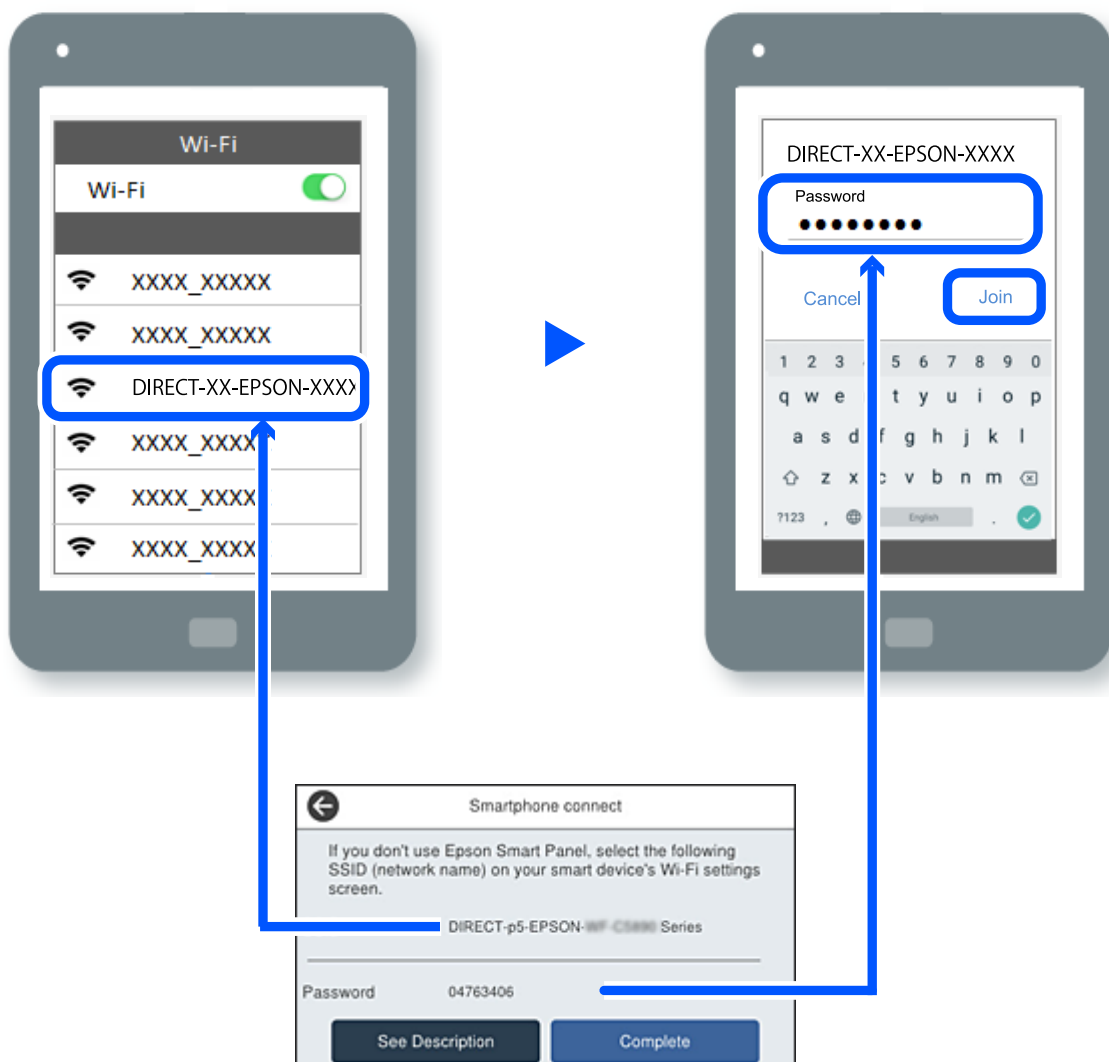 Wi-Fi
Wi-Fi
XXXX_XXXXX
XXXX_XXXXX
DIRECT-XX-EPSON-XXXX
XXXX_XXXX
XXXX_XXXX
XXXX_XXXX
DIRECT-XX-EPSON-XXXX
Password
Cancel
Join
1 2 3 5 6 7 8 9 0
q w e t y u i o p
a s d f g h j k l
z x c v b n m
?123 , English .
Smartphone connect
If you don't use Epson Smart Panel, select the following
SSID (network name) on your smart device's Wi-Fi settings
screen.
DIRECT-p5-EPSON- Series
Password 04763406
See Description
Complete